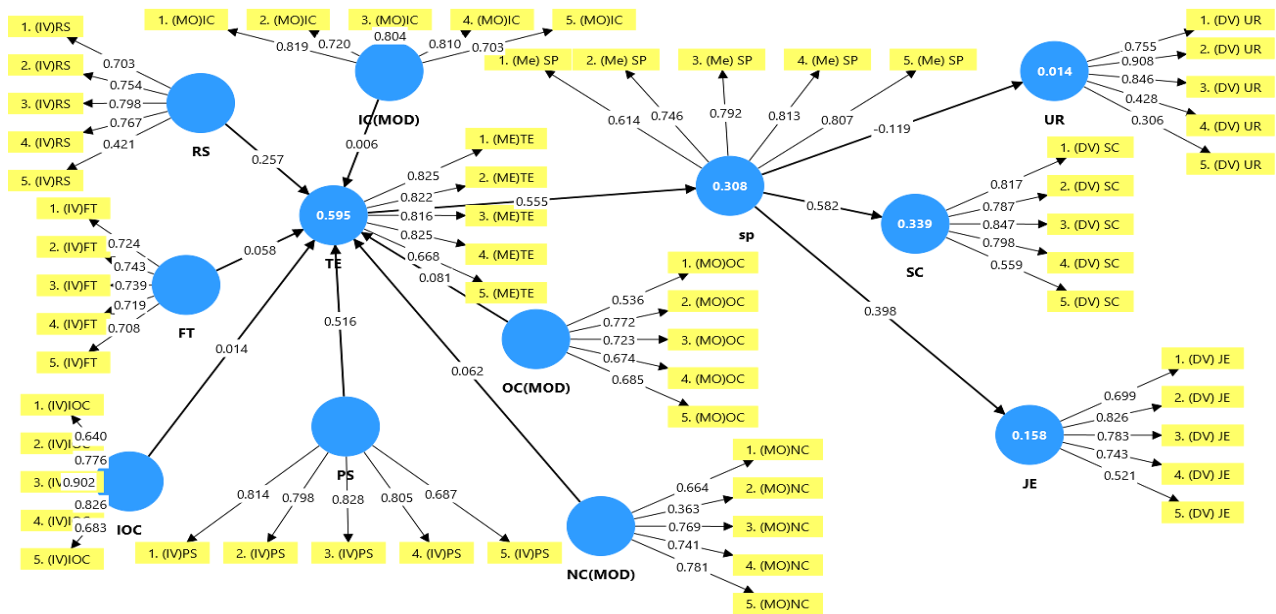 1. (IV)RS
2. (IV)RS
3. (IV)RS
4. (IV)RS
5. (IV)RS
0.703
0.754
0.798
0.767
0.421
RS
0.257
1. (MO)IC
2. (MO)IC
3. (MO)IC
4. (MO)IC
5. (MO)IC
0.819
0.720
0.804
0.810
0.703
IC(MOD)
0.006
1. (IV)FT
2. (IV)FT
3. (IV)FT
4. (IV)FT
5. (IV)FT
0.724
0.743
0.739
0.719
0.708
FT
0.058
0.595
TE
1. (ME)TE
2. (ME)TE
3. (ME)TE
4. (ME)TE
5. (ME)TE
0.825
0.822
0.816
0.825
0.668
0.555
1. (Me) SP
2. (Me) SP
3. (Me) SP
4. (Me) SP
5. (Me) SP
0.614
0.746
0.792
0.813
0.807
0.308
sp
-0.119
0.582
0.398
0.014
UR
0.755
0.908
0.846
0.428
0.306
1. (DV) UR
2. (DV) UR
3. (DV) UR
4. (DV) UR
5. (DV) UR
0.339
SC
0.817
0.787
0.847
0.798
0.559
1. (DV) SC
2. (DV) SC
3. (DV) SC
4. (DV) SC
5. (DV) SC
0.158
JE
0.699
0.826
0.783
0.743
0.521
1. (DV) JE
2. (DV) JE
3. (DV) JE
4. (DV) JE
5. (DV) JE
0.081
OC(MOD)
0.536
0.772
0.723
0.674
0.685
1. (MO)OC
2. (MO)OC
3. (MO)OC
4. (MO)OC
5. (MO)OC
0.062
NC(MOD)
0.664
0.363
0.769
0.741
0.781
1. (MO)NC
2. (MO)NC
3. (MO)NC
4. (MO)NC
5. (MO)NC
0.516
PS
0.814
0.798
0.828
0.805
0.687
1. (IV)PS
2. (IV)PS
3. (IV)PS
4. (IV)PS
5. (IV)PS
0.014
IOC
1. (IV)IOC
2. (IV)IOC
3. (IV
4. (IV)IOC
5. (IV)IOC
0.640
0.776
0.902
0.826
0.683